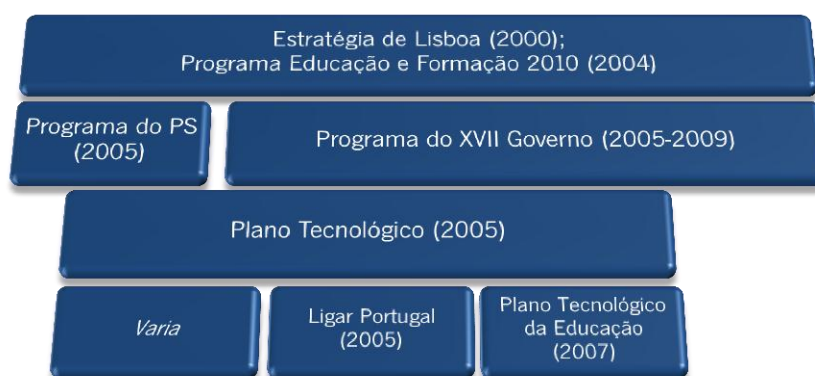 Estratégia de Lisboa (2000);
Programa Educação e Formação 2010 (2004)
Programa do PS
(2005)
Programa do XVII Governo (2005-2009)
Plano Tecnológico (2005)
Varia
Ligar Portugal
(2005)
Plano Tecnológico
da Educação
(2007)